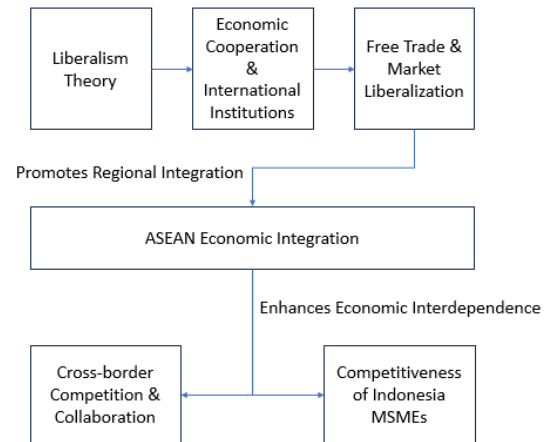 Liberalism
Theory
Economic
Cooperation
&
International
Institutions
Free Trade &
Market
Liberalization
Promotes Regional Integration
ASEAN Economic Integration
Enhances Economic Interdependence
Cross-border
Competition &
Collaboration
Competitiveness
of Indonesia
MSMEs